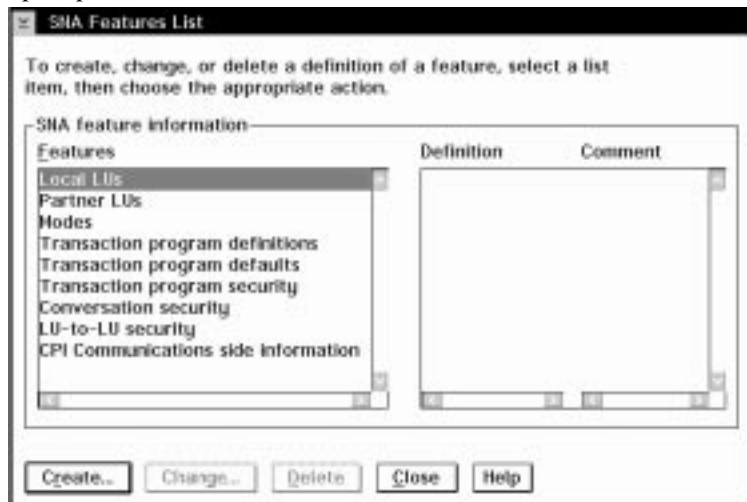 SNA Features List
To create, change, or delete a definition of a feature, select a list
item, then choose the appropriate action.
SNA feature information
Features
Definition
Comment
Local LUs
Partner LUs
Modes
Transaction program definitions
Transaction program defaults
Transaction program security
Conversation security
LU-to-LU security
CPI Communications side information
Create...
Change...
Delete
Close
Help